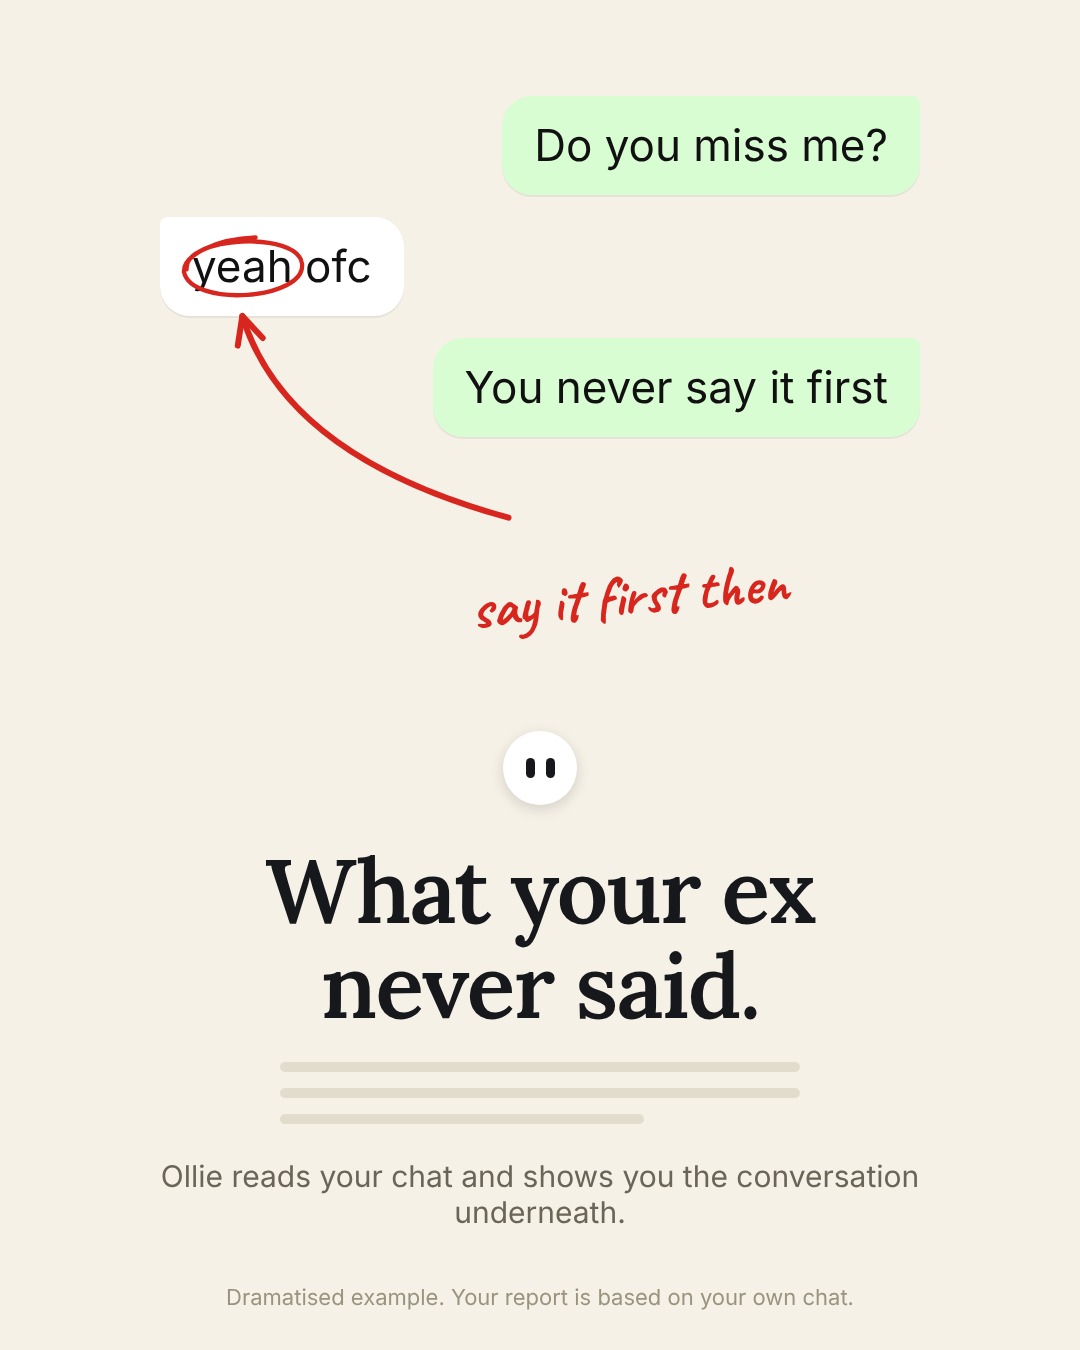 Do you miss me?
yeah ofc
You never say it first
say it first then
What your ex
never said.
Ollie reads your chat and shows you the conversation
underneath.
Dramatised example. Your report is based on your own chat.